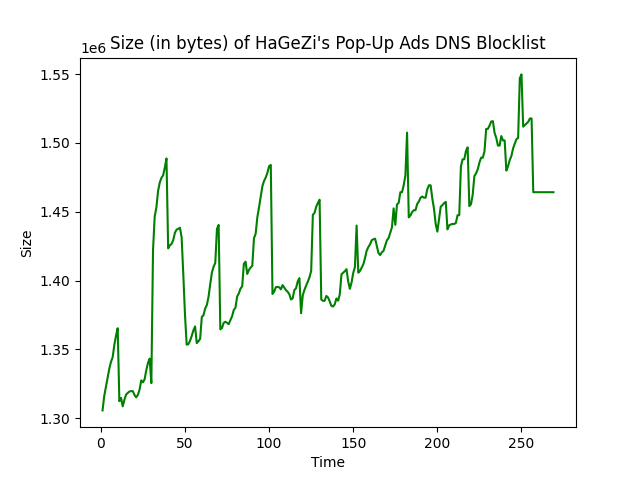 Size (in bytes) of HaGeZi's Pop-Up Ads DNS Blocklist
1e6
1.55
1.50
1.45
1.40
1.35
1.30
Size
0 50 100 150 200 250
Time